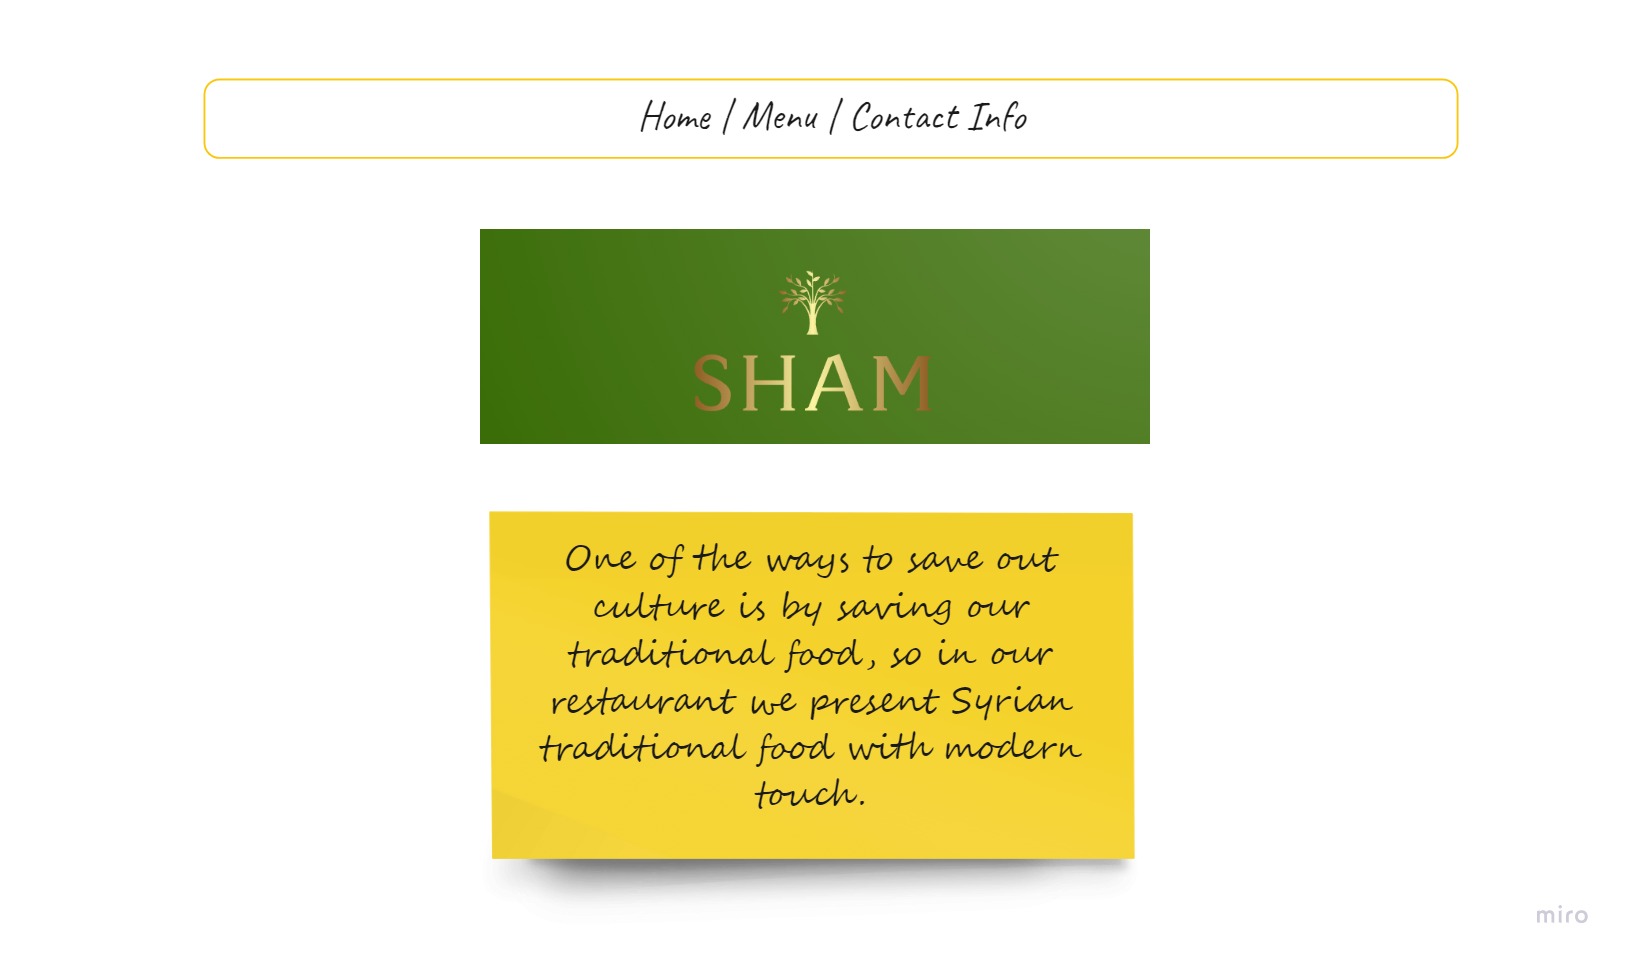 Home | Menu | Contact Info
SHAM
One of the ways to save out
culture is by saving our
traditional food, so in our
restaurant we present Syrian
traditional food with modern
touch.
miro